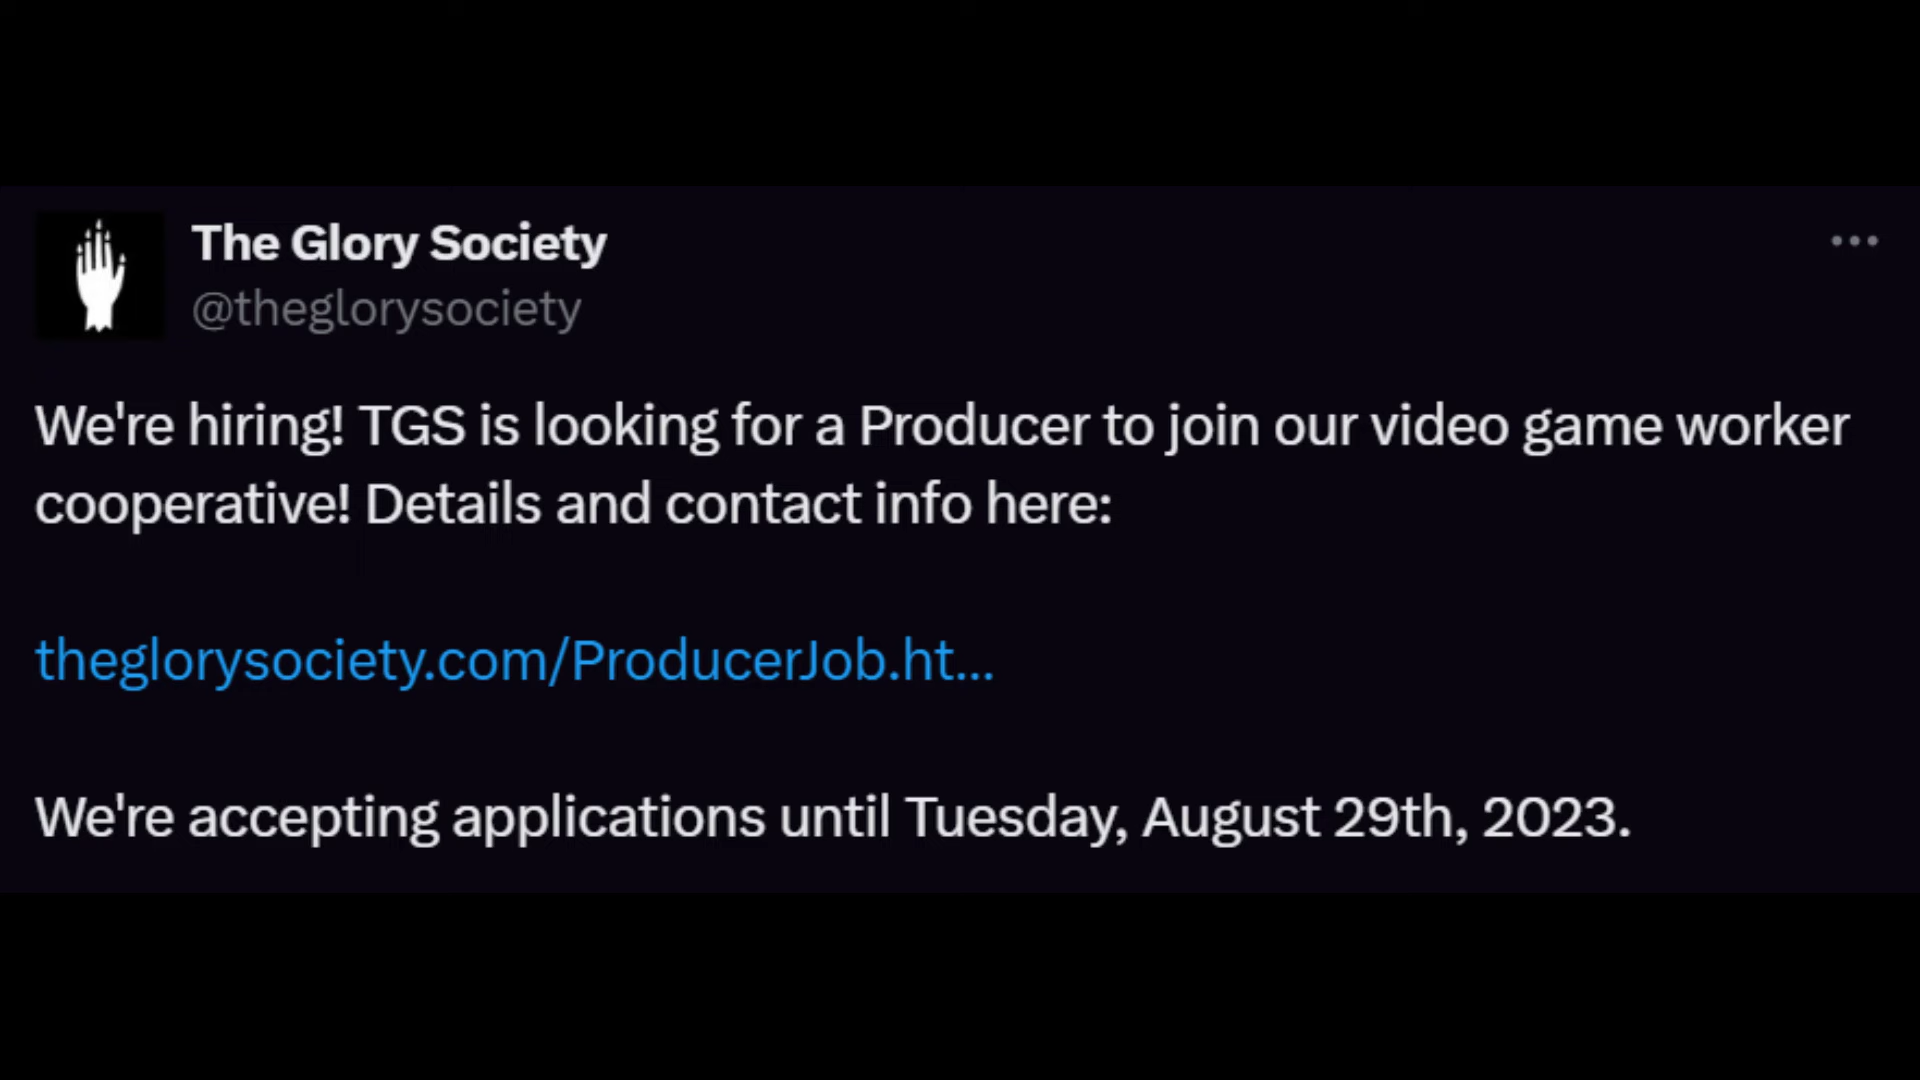 The Glory Society
@theglorysociety
We're hiring! TGS is looking for a Producer to join our video game worker
cooperative! Details and contact info here:
theglorysociety.com/ProducerJob.ht...
We're accepting applications until Tuesday, August 29th, 2023.